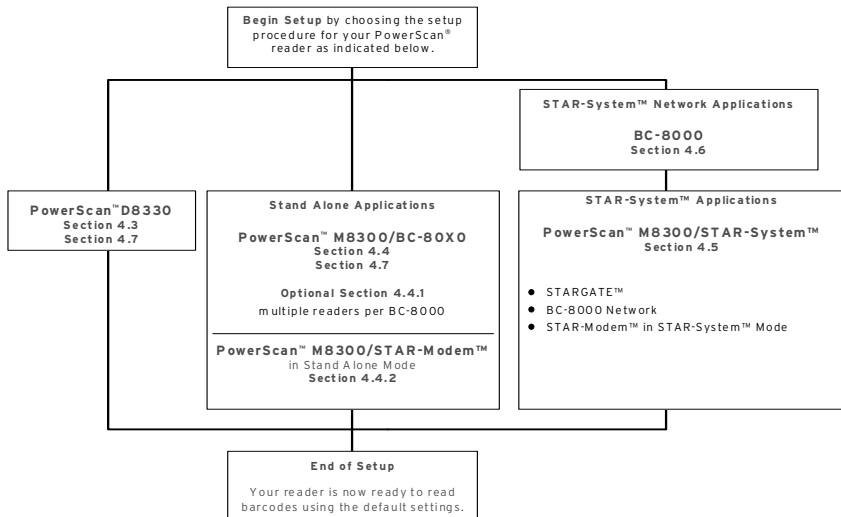 Begin Setup by choosing the setup
procedure for your PowerScan®
reader as indicated below.
STAR-System™ Network Applications
BC-8000
Section 4.6
PowerScan™ D8330
Section 4.3
Section 4.7
Stand Alone Applications
PowerScan™ M8300/BC-80X0
Section 4.4
Section 4.7
Optional Section 4.4.1
multiple readers per BC-8000
PowerScan™ M8300/STAR-Modem™
in Stand Alone Mode
Section 4.4.2
STAR-System™ Applications
PowerScan™ M8300/STAR-System™
Section 4.5
● STARGATE™
● BC-8000 Network
● STAR-Modem™ in STAR-System™ Mode
End of Setup
Your reader is now ready to read
barcodes using the default settings.